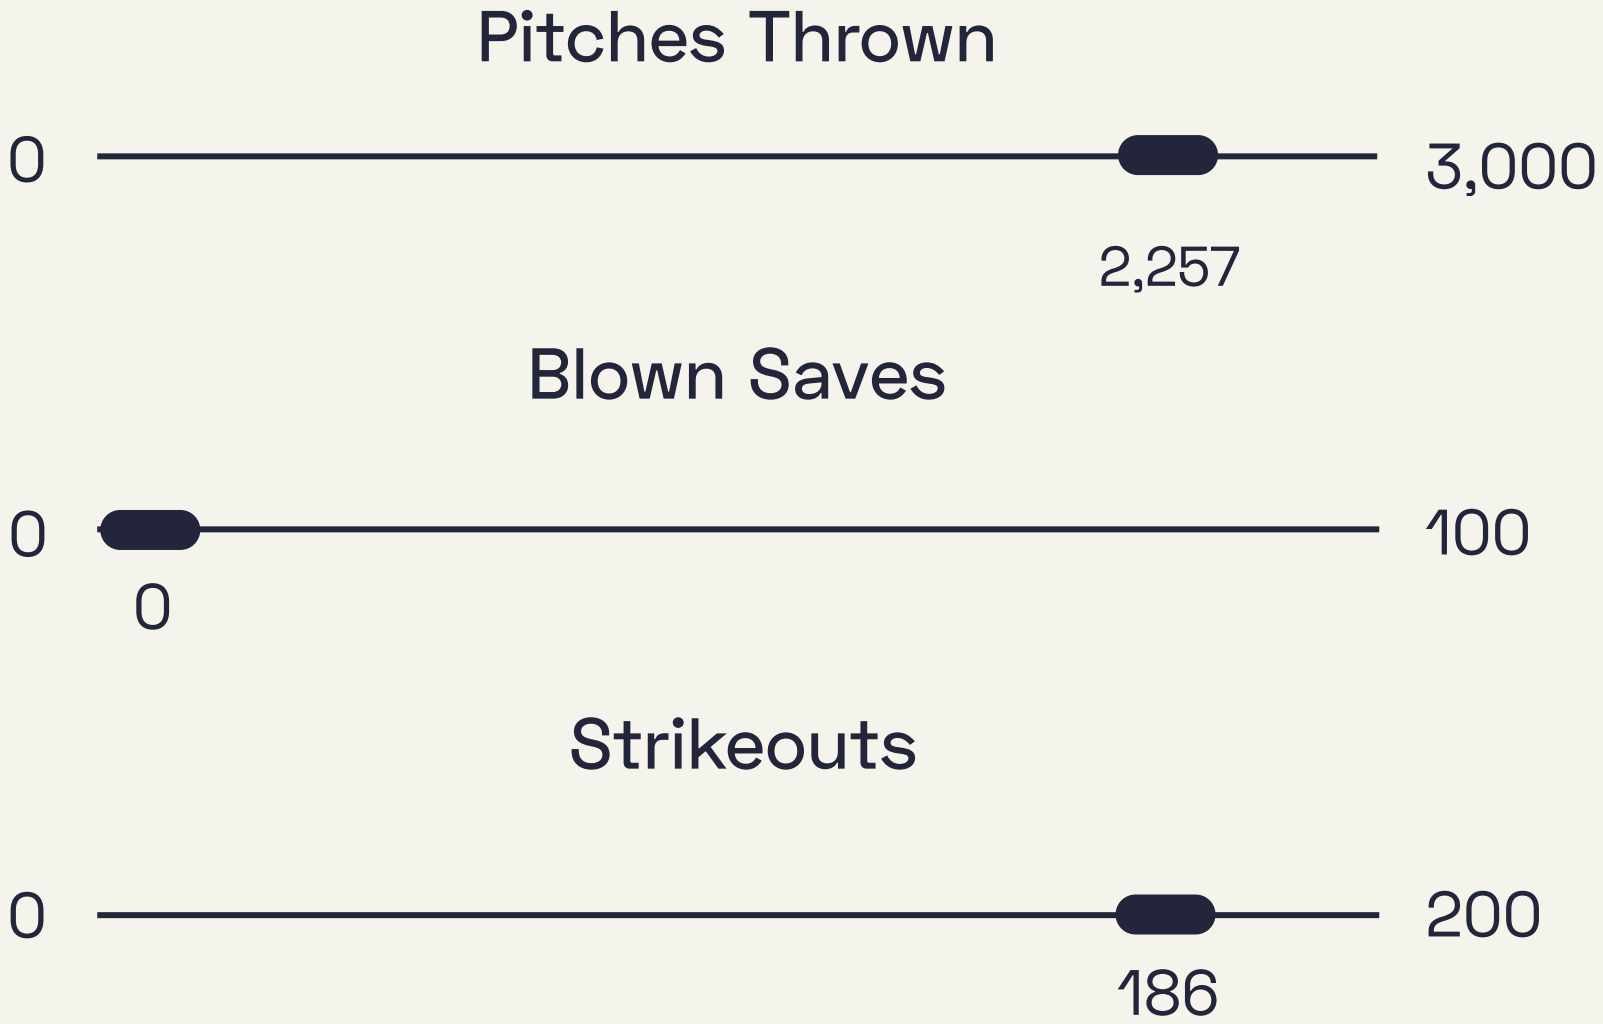 Pitches Thrown
0 3,000
2,257
Blown Saves
0 100
0
Strikeouts
0 200
186